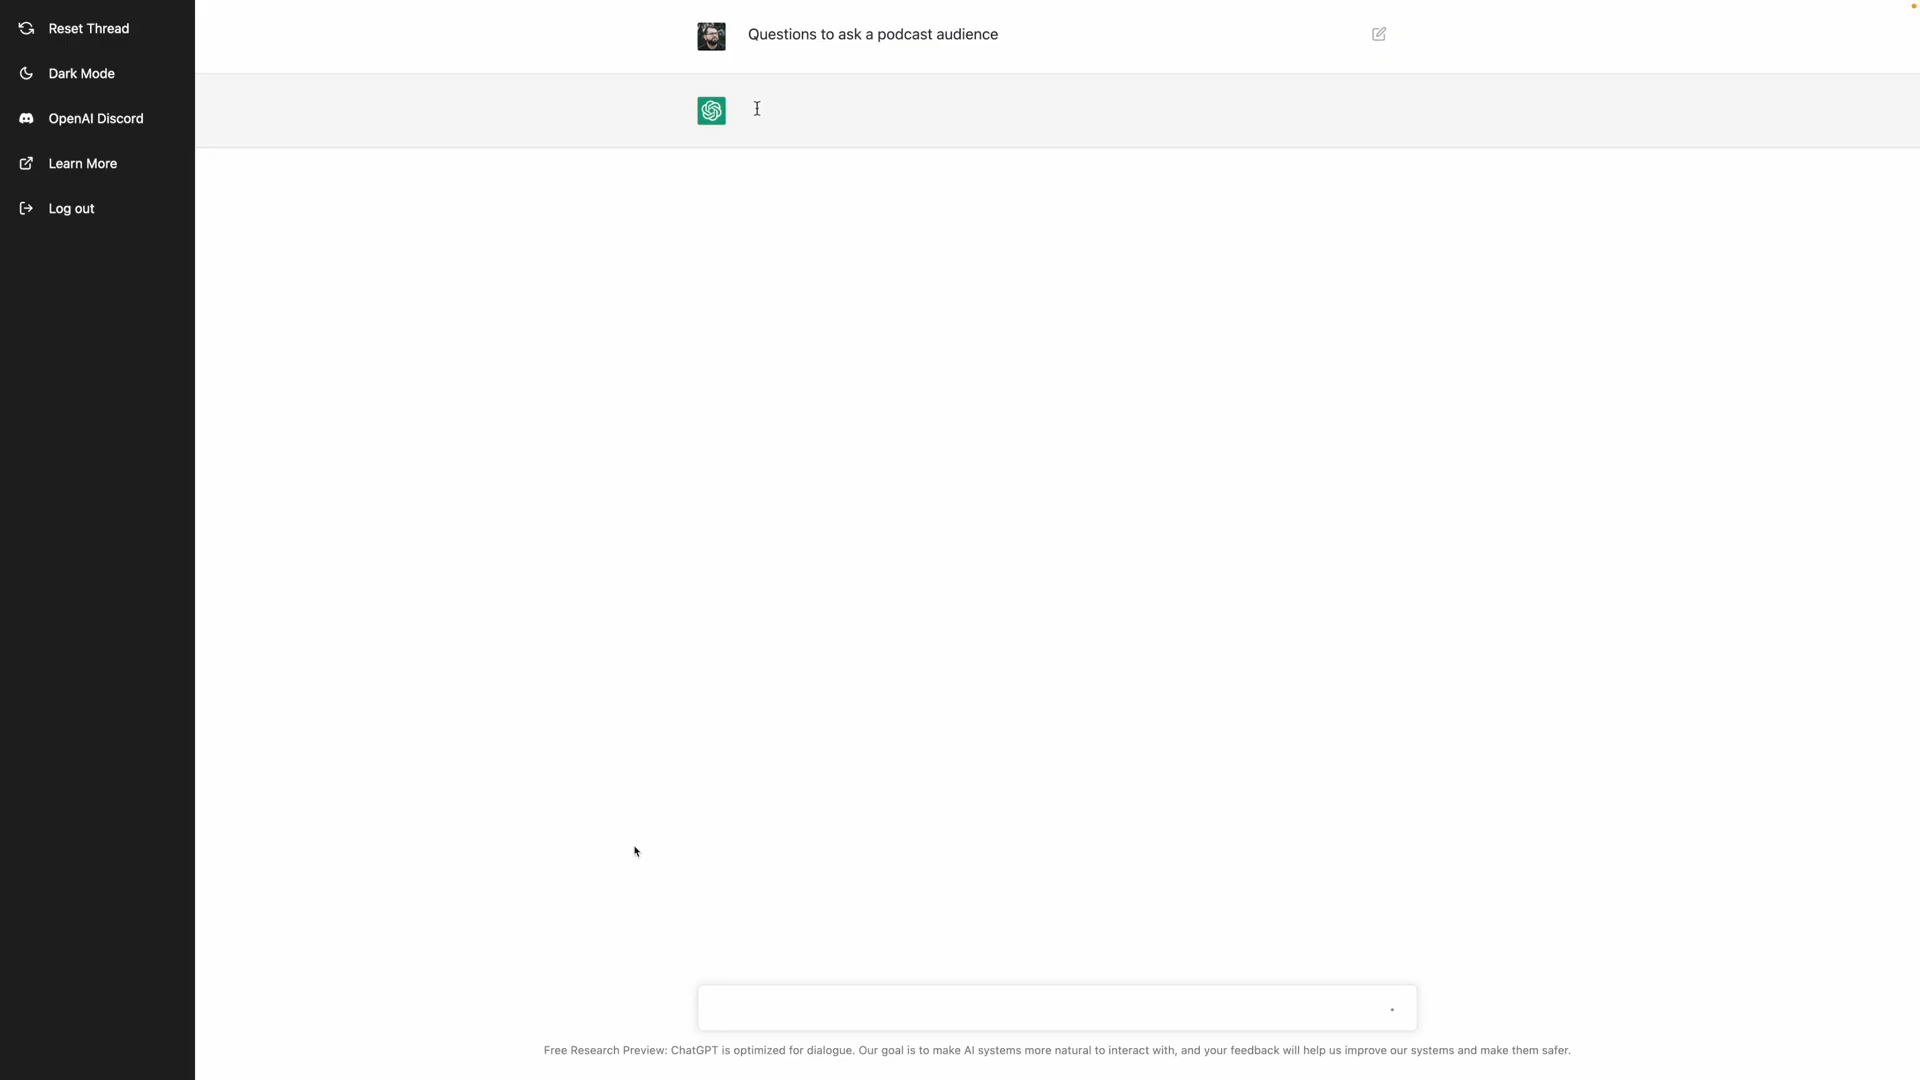 Reset Thread
Dark Mode
OpenAI Discord
Learn More
Log out
Questions to ask a podcast audience
Free Research Preview: ChatGPT is optimized for dialogue. Our goal is to make AI systems more natural to interact with, and your feedback will help us improve our systems and make them safer.